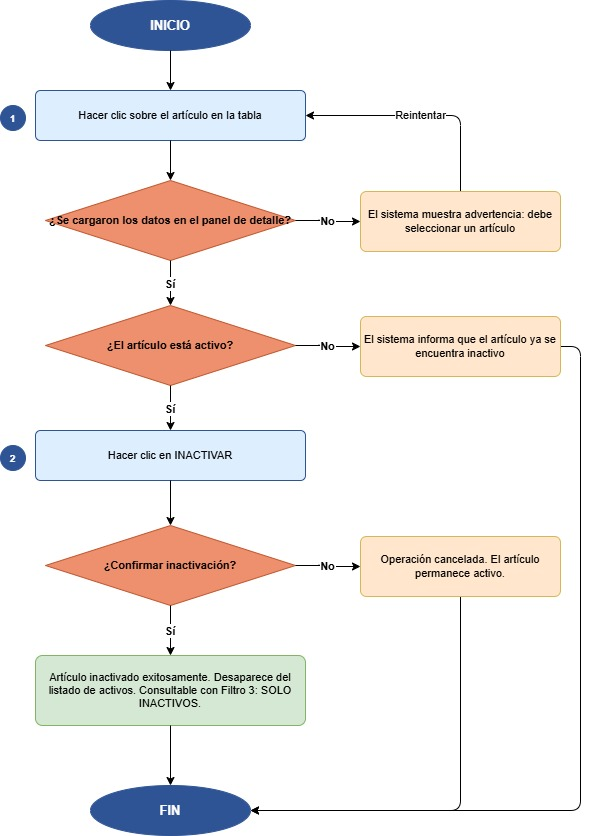 INICIO
1
Hacer clic sobre el artículo en la tabla
Reintentar
¿Se cargaron los datos en el panel de detalle?
No
El sistema muestra advertencia: debe
seleccionar un artículo
Sí
¿El artículo está activo?
No
El sistema informa que el artículo ya se
encuentra inactivo
Sí
2
Hacer clic en INACTIVAR
¿Confirmar inactivación?
No
Operación cancelada. El artículo
permanece activo.
Sí
Artículo inactivado exitosamente. Desaparece del
listado de activos. Consultable con Filtro 3: SOLO
INACTIVOS.
FIN